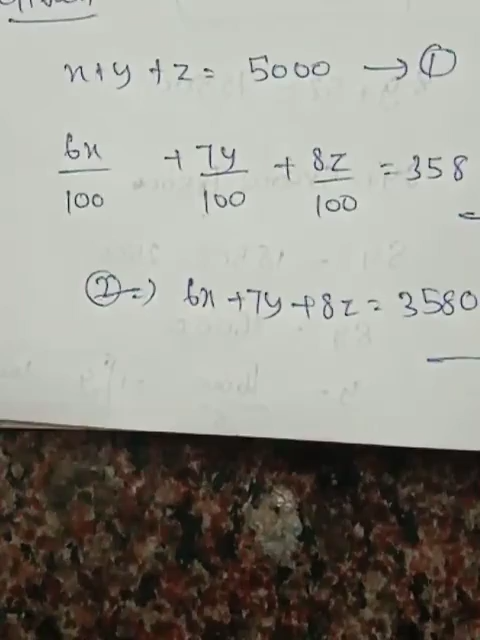 x+y+z = 5000 → ①
6x/100 + 7y/100 + 8z/100 = 358
② ⇒ 6x+7y+8z = 3580